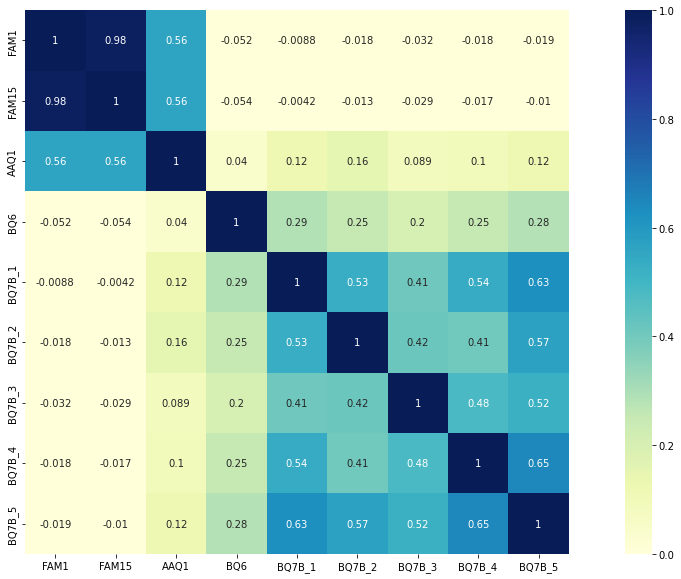 FAM1 1 0.98 0.56 -0.052 -0.0088 -0.018 -0.032 -0.018 -0.019
FAM15 0.98 1 0.56 -0.054 -0.0042 -0.013 -0.029 -0.017 -0.01
AAQ1 0.56 0.56 1 0.04 0.12 0.16 0.089 0.1 0.12
BQ6 -0.052 -0.054 0.04 1 0.29 0.25 0.2 0.25 0.28
BQ7B_1 -0.0088 -0.0042 0.12 0.29 1 0.53 0.41 0.54 0.63
BQ7B_2 -0.018 -0.013 0.16 0.25 0.53 1 0.42 0.41 0.57
BQ7B_3 -0.032 -0.029 0.089 0.2 0.41 0.42 1 0.48 0.52
BQ7B_4 -0.018 -0.017 0.1 0.25 0.54 0.41 0.48 1 0.65
BQ7B_5 -0.019 -0.01 0.12 0.28 0.63 0.57 0.52 0.65 1
FAM1 FAM15 AAQ1 BQ6 BQ7B_1 BQ7B_2 BQ7B_3 BQ7B_4 BQ7B_5
1.0
0.8
0.6
0.4
0.2
0.0